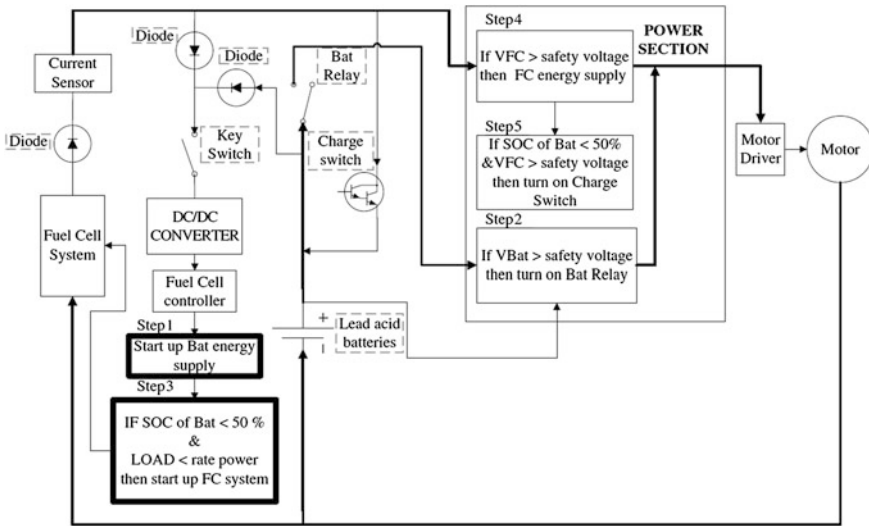 Step4
Diode
Diode
Bat
Relay
POWER
SECTION
If VFC > safety voltage
then FC energy supply
Current
Sensor
Diode
Key
Switch
Charge
switch
Step5
If SOC of Bat < 50%
&VFC > safety voltage
then turn on Charge
Switch
Motor
Driver
Motor
Fuel Cell
System
DC/DC
CONVERTER
Step2
If VBat > safety voltage
then turn on Bat Relay
Fuel Cell
controller
Step1
Start up Bat energy
supply
+
Lead acid
batteries
Step3
IF SOC of Bat < 50 %
&
LOAD < rate power
then start up FC system